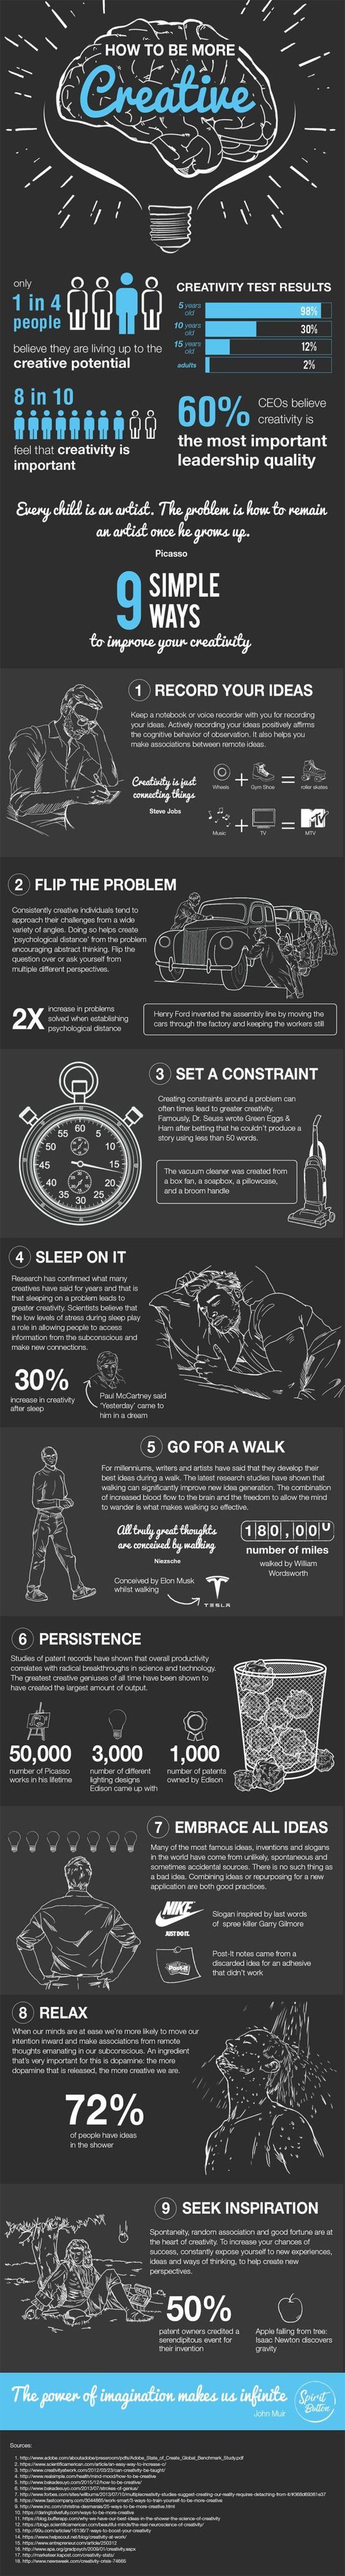 HOW TO BE MORE
Creative
only
1 in 4
people
believe they are living up to the
creative potential
CREATIVITY TEST RESULTS
5 years
old
98%
10 years
old
30%
15 years
old
12%
adults
2%
8 in 10
feel that creativity is
important
60%
CEOs believe
creativity is
the most important
leadership quality
Every child is an artist. The problem is how to remain
an artist once he grows up.
Picasso
9 SIMPLE
WAYS
to improve your creativity
1 RECORD YOUR IDEAS
Keep a notebook or voice recorder with you for recording
your ideas. Actively recording your ideas positively affirms
the cognitive behavior of observation. It also helps you
make associations between remote ideas.
Creativity is just
connecting things
Steve Jobs
Wheels + Gym Shoe = roller skates
Music + TV = MTV
2 FLIP THE PROBLEM
Consistently creative individuals tend to
approach their challenges from a wide
variety of angles. Doing so helps create
'psychological distance' from the problem
encouraging abstract thinking. Flip the
question over or ask yourself from
multiple different perspectives.
2X
increase in problems
solved when establishing
psychological distance
Henry Ford invented the assembly line by moving the
cars through the factory and keeping the workers still
3 SET A CONSTRAINT
Creating constraints around a problem can
often times lead to greater creativity.
Famously, Dr. Seuss wrote Green Eggs &
Ham after betting that he couldn't produce a
story using less than 50 words.
60
5
10
15
20
25
30
35
40
45
50
55
The vacuum cleaner was created from
a box fan, a soapbox, a pillowcase,
and a broom handle
4 SLEEP ON IT
Research has confirmed what many
creatives have said for years and that is
that sleeping on a problem leads to
greater creativity. Scientists believe that
the low levels of stress during sleep play
a role in allowing people to access
information from the subconscious and
make new connections.
30%
increase in creativity
after sleep
Paul McCartney said
'Yesterday' came to
him in a dream
5 GO FOR A WALK
For millenniums, writers and artists have said that they develop their
best ideas during a walk. The latest research studies have shown that
walking can significantly improve new idea generation. The combination
of increased blood flow to the brain and the freedom to allow the mind
to wander is what makes walking so effective.
All truly great thoughts
are conceived by walking
Niezsche
Conceived by Elon Musk
whilst walking
TESLA
180,000
number of miles
walked by William
Wordsworth
6 PERSISTENCE
Studies of patent records have shown that overall productivity
correlates with radical breakthroughs in science and technology.
The greatest creative geniuses of all time have been shown to
have created the largest amount of output.
50,000
number of Picasso
works in his lifetime
3,000
number of different
lighting designs
Edison came up with
1,000
number of patents
owned by Edison
7 EMBRACE ALL IDEAS
Many of the most famous ideas, inventions and slogans
in the world have come from unlikely, spontaneous and
sometimes accidental sources. There is no such thing as
a bad idea. Combining ideas or repurposing for a new
application are both good practices.
NIKE
JUST DO IT.
Slogan inspired by last words
of spree killer Garry Gilmore
Post-it
Post-It notes came from a
discarded idea for an adhesive
that didn't work
8 RELAX
When our minds are at ease we're more likely to move our
intention inward and make associations from remote
thoughts emanating in our subconscious. An ingredient
that's very important for this is dopamine: the more
dopamine that is released, the more creative we are.
72%
of people have ideas
in the shower
9 SEEK INSPIRATION
Spontaneity, random association and good fortune are at
the heart of creativity. To increase your chances of
success, constantly expose yourself to new experiences,
ideas and ways of thinking, to help create new
perspectives.
50%
patent owners credited a
serendipitous event for
their invention
Apple falling from tree:
Isaac Newton discovers
gravity
The power of imagination makes us infinite
John Muir
Spirit
Button
Sources: